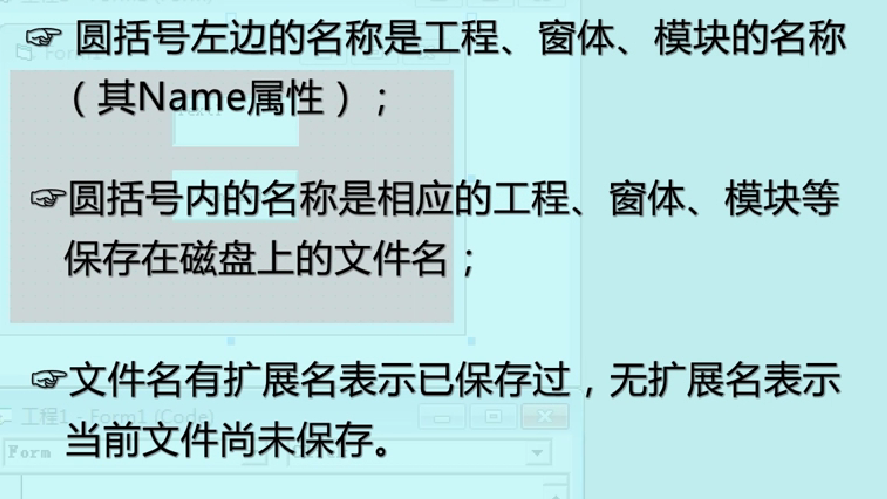 ☞ 圆括号左边的名称是工程、窗体、模块的名称
（其Name属性）；
☞圆括号内的名称是相应的工程、窗体、模块等
保存在磁盘上的文件名；
☞文件名有扩展名表示已保存过，无扩展名表示
工程1 - Form1 (Code)
当前文件尚未保存。
Form